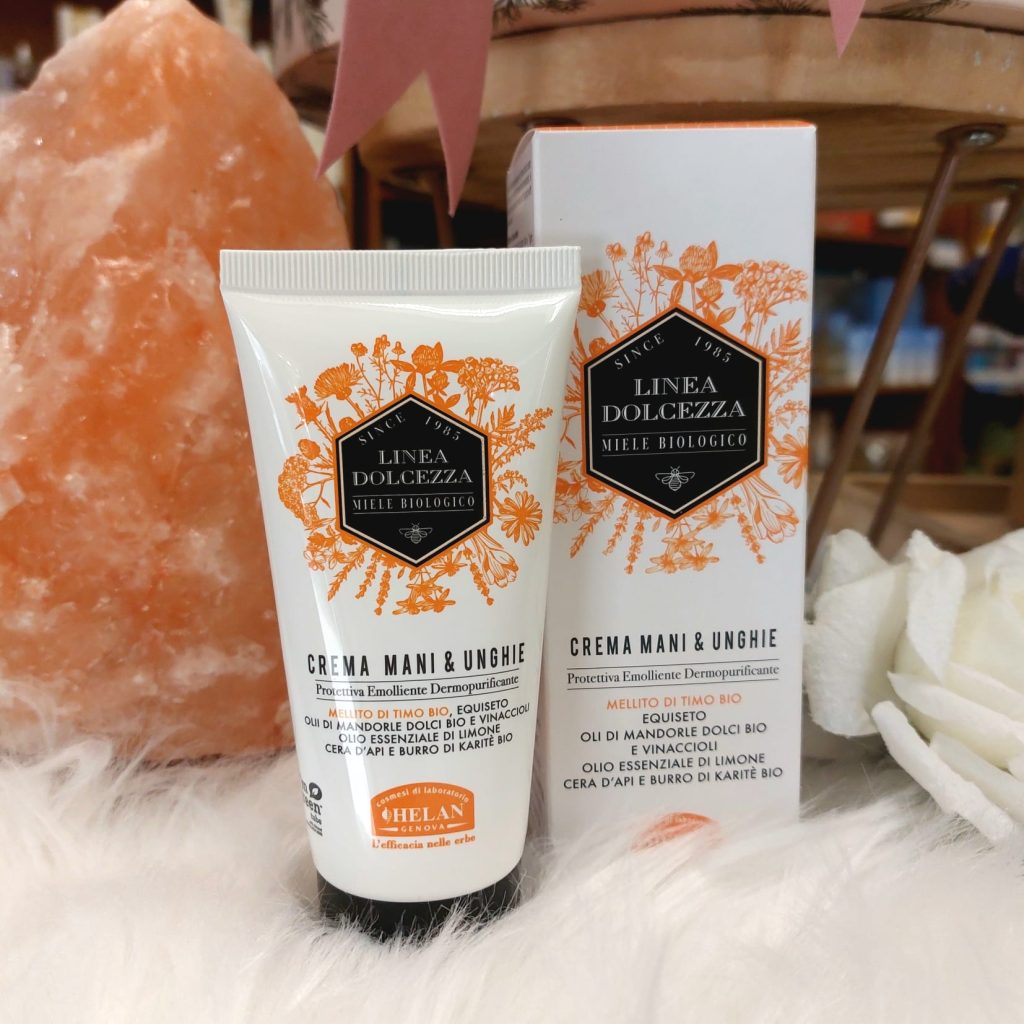 SINCE 1985
LINEA
DOLCEZZA
MIELE BIOLOGICO
CREMA MANI & UNGHIE
Protettiva Emolliente Dermopurificante
MELLITO DI TIMO BIO, EQUISETO
OLII DI MANDORLE DOLCI BIO E VINACCIOLI
OLIO ESSENZIALE DI LIMONE
CERA D'API E BURRO DI KARITÈ BIO
cosmesi di laboratorio
HELAN
GENOVA
L'efficacia nelle erbe
SINCE 1985
LINEA
DOLCEZZA
MIELE BIOLOGICO
CREMA MANI & UNGHIE
Protettiva Emolliente Dermopurificante
MELLITO DI TIMO BIO
EQUISETO
OLI DI MANDORLE DOLCI BIO
E VINACCIOLI
OLIO ESSENZIALE DI LIMONE
CERA D'API E BURRO DI KARITÈ BIO